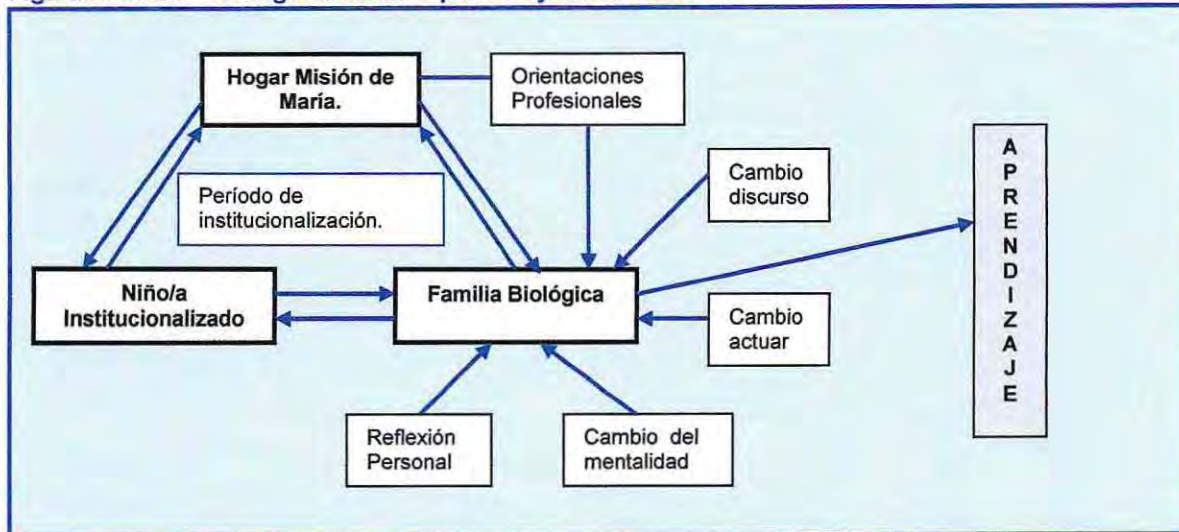 Hogar Misión de
María.
Orientaciones
Profesionales
Cambio
discurso
Período de
institucionalización.
Niño/a
Institucionalizado
Familia Biológica
Cambio
actuar
Reflexión
Personal
Cambio del
mentalidad
A
P
R
E
N
D
I
Z
A
J
E